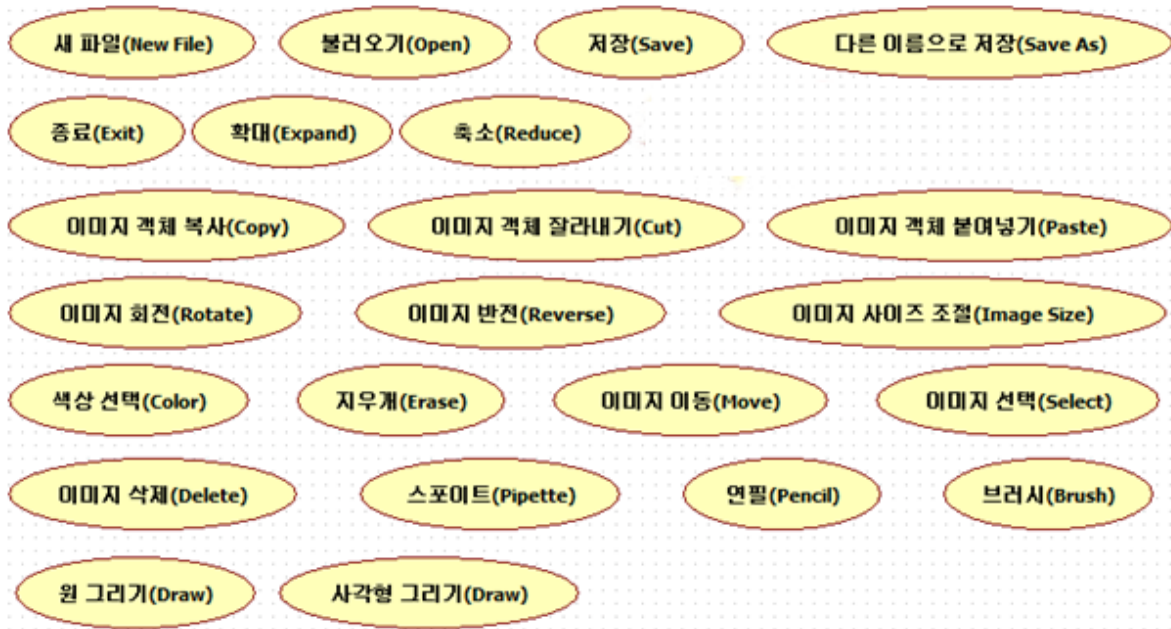 새 파일(New File) 불러오기(Open) 저장(Save) 다른 이름으로 저장(Save As)
종료(Exit) 확대(Expand) 축소(Reduce)
이미지 객체 복사(Copy) 이미지 객체 잘라내기(Cut) 이미지 객체 붙여넣기(Paste)
이미지 회전(Rotate) 이미지 반전(Reverse) 이미지 사이즈 조절(Image Size)
색상 선택(Color) 지우개(Erase) 이미지 이동(Move) 이미지 선택(Select)
이미지 삭제(Delete) 스포이트(Pipette) 연필(Pencil) 브러시(Brush)
원 그리기(Draw) 사각형 그리기(Draw)